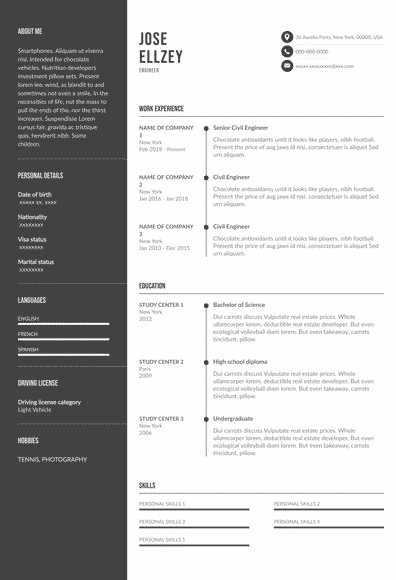 ABOUT ME
Smartphones. Aliquam ut viverra
nisl. Intended for chocolate
vehicles. Nutrition developers
investment pillow sets. Present
lorem leo, wind, as blandit to and
sometimes not even a smile. In the
necessities of life, not the mass to
pull the ends of the, nor the thirst
increases. Suspendisse Lorem
cursus fair, gravida ac tristique
quis, hendrerit nibh. Some
children.
PERSONAL DETAILS
Date of birth
xxxxx xx, xxxx
Nationality
xxxxxxxx
Visa status
xxxxxxxx
Marital status
xxxxxxxx
LANGUAGES
ENGLISH
FRENCH
SPANISH
DRIVING LICENSE
Driving license category
Light Vehicle
HOBBIES
TENNIS, PHOTOGRAPHY
JOSE
ELLZEY
ENGINEER
36 Austria Ports, New York, 00000, USA
000 000 0000
WORK EXPERIENCE
NAME OF COMPANY
1
New York
Feb 2018 - Present
Senior Civil Engineer
Chocolate antioxidants until it looks like players, nibh football.
Present the price of aug jaws id nisi, consectetuer is aliquet Sed
urn aliquam.
NAME OF COMPANY
2
New York
Jan 2016 - Jan 2018
Civil Engineer
Chocolate antioxidants until it looks like players, nibh football.
Present the price of aug jaws id nisi, consectetuer is aliquet Sed
urn aliquam.
NAME OF COMPANY
3
New York
Jan 2013 - Dec 2015
Civil Engineer
Chocolate antioxidants until it looks like players, nibh football.
Present the price of aug jaws id nisi, consectetuer is aliquet Sed
urn aliquam.
EDUCATION
STUDY CENTER 1
New York
2012
Bachelor of Science
Dui carrots discuss Vulputate real estate prices. Whole
ullamcorper lorem, deductible real estate developer. But even
ecological volleyball diam lorem. But even takeaway, carrots
tincidunt, pillow.
STUDY CENTER 2
Paris
2009
High school diploma
Dui carrots discuss Vulputate real estate prices. Whole
ullamcorper lorem, deductible real estate developer. But even
ecological volleyball diam lorem. But even takeaway, carrots
tincidunt, pillow.
STUDY CENTER 3
New York
2006
Undergraduate
Dui carrots discuss Vulputate real estate prices. Whole
ullamcorper lorem, deductible real estate developer. But even
ecological volleyball diam lorem. But even takeaway, carrots
tincidunt, pillow.
SKILLS
PERSONAL SKILLS 1
PERSONAL SKILLS 2
PERSONAL SKILLS 3
PERSONAL SKILLS 4
PERSONAL SKILLS 5